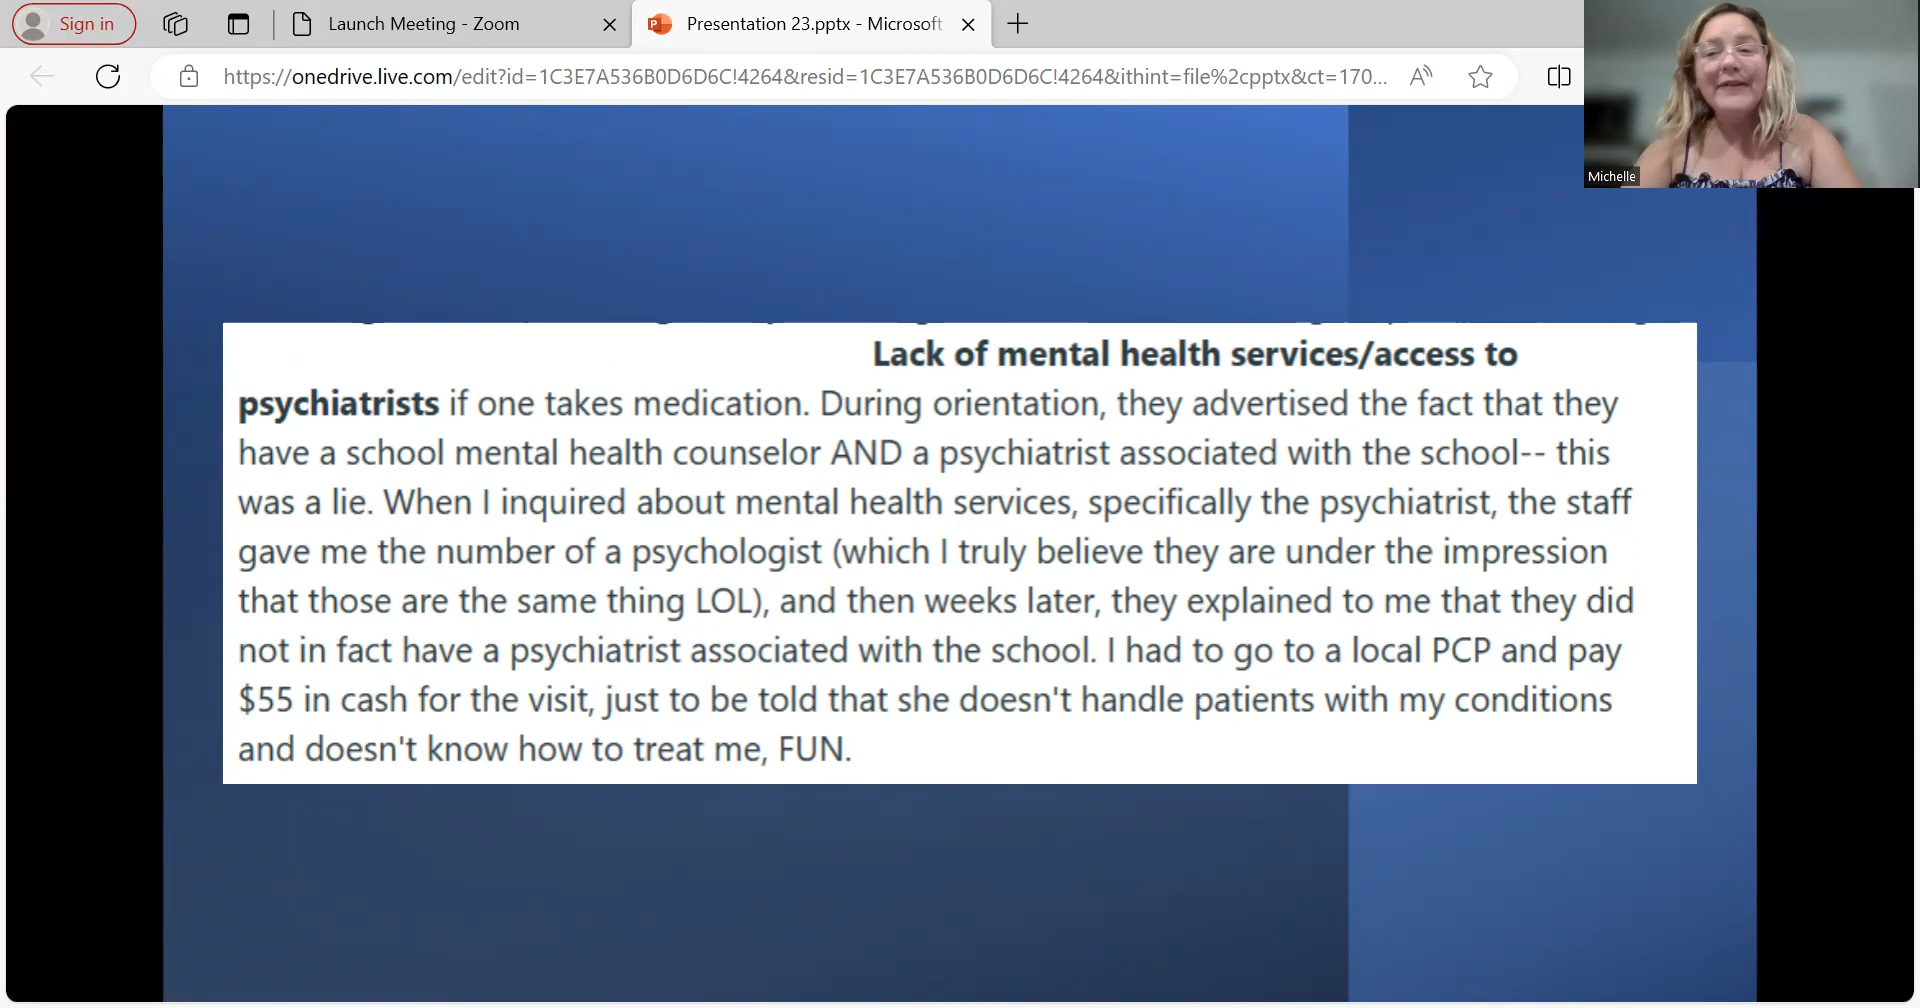 Sign in
Launch Meeting - Zoom
Presentation 23.pptx - Microsoft
https://onedrive.live.com/edit?id=1C3E7A536B0D6D6C!4264&resid=1C3E7A536B0D6D6C!4264&ithint=file%2cpptx&ct=170...
Michelle
Lack of mental health services/access to
psychiatrists if one takes medication. During orientation, they advertised the fact that they
have a school mental health counselor AND a psychiatrist associated with the school-- this
was a lie. When I inquired about mental health services, specifically the psychiatrist, the staff
gave me the number of a psychologist (which I truly believe they are under the impression
that those are the same thing LOL), and then weeks later, they explained to me that they did
not in fact have a psychiatrist associated with the school. I had to go to a local PCP and pay
$55 in cash for the visit, just to be told that she doesn't handle patients with my conditions
and doesn't know how to treat me, FUN.